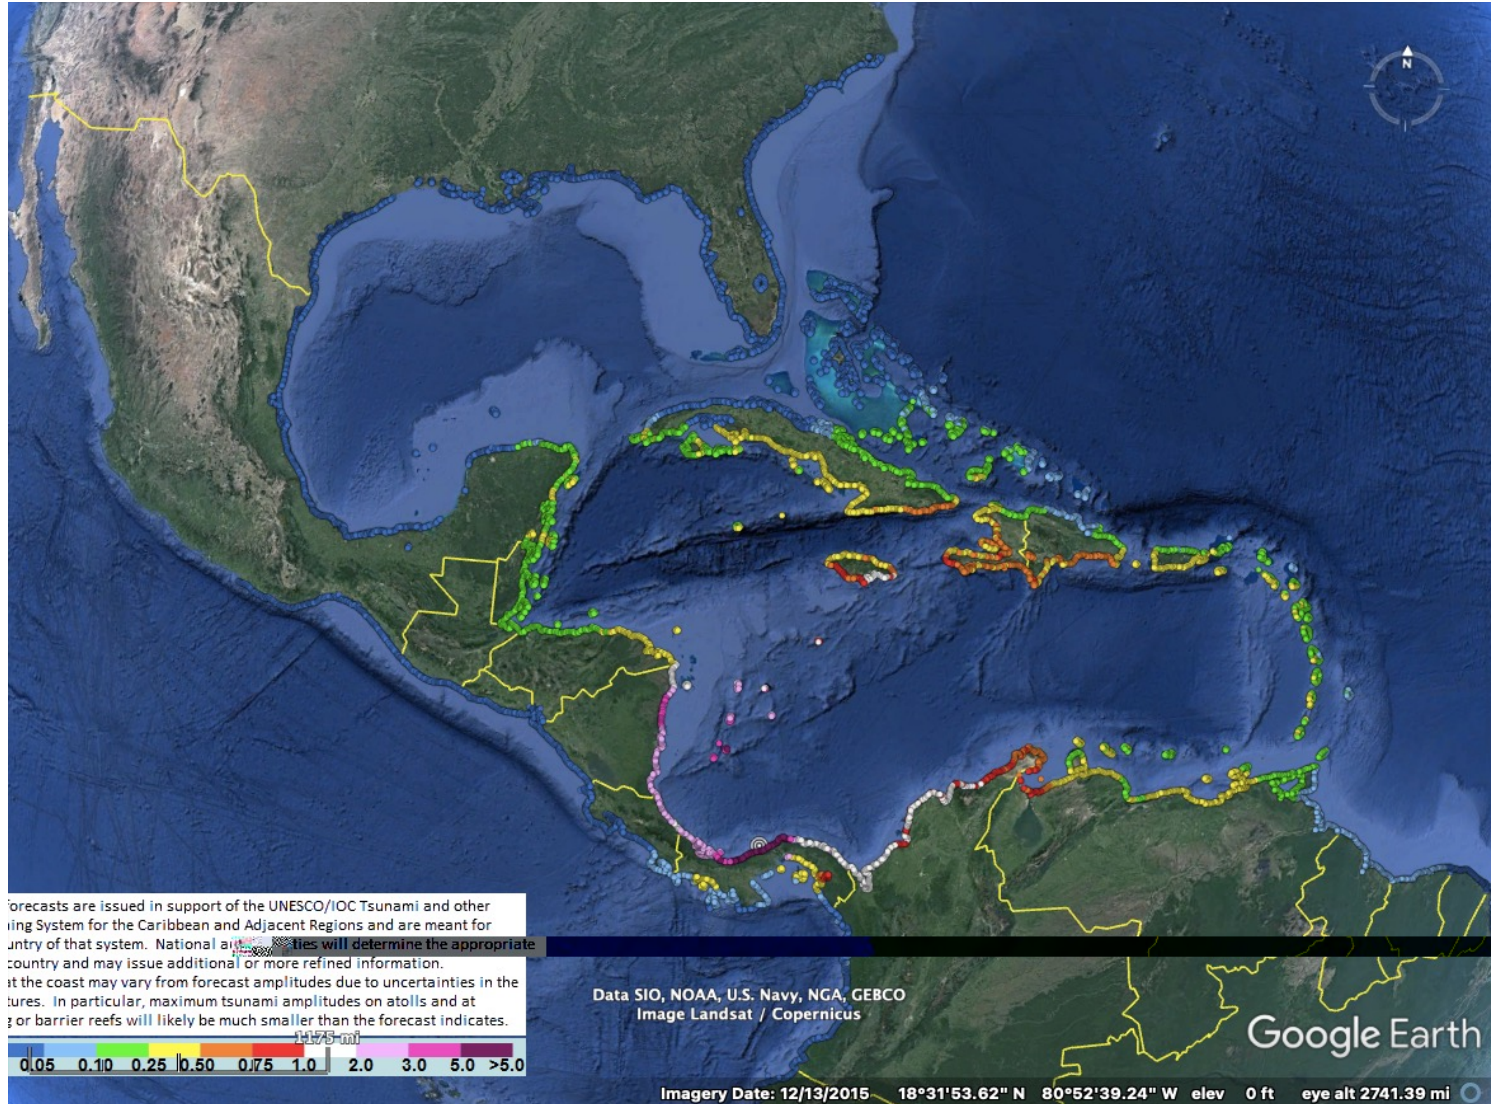 N
Forecasts are issued in support of the UNESCO/IOC Tsunami and other
ing System for the Caribbean and Adjacent Regions and are meant for
untry of that system. National a ties will determine the appropriate
country and may issue additional or more refined information.
at the coast may vary from forecast amplitudes due to uncertainties in the
tures. In particular, maximum tsunami amplitudes on atolls and at
g or barrier reefs will likely be much smaller than the forecast indicates.
1175 mi
0.05 0.10 0.25 0.50 0.75 1.0 2.0 3.0 5.0 >5.0
Data SIO, NOAA, U.S. Navy, NGA, GEBCO
Image Landsat / Copernicus
Google Earth
Imagery Date: 12/13/2015 18°31'53.62" N 80°52'39.24" W elev 0 ft eye alt 2741.39 mi